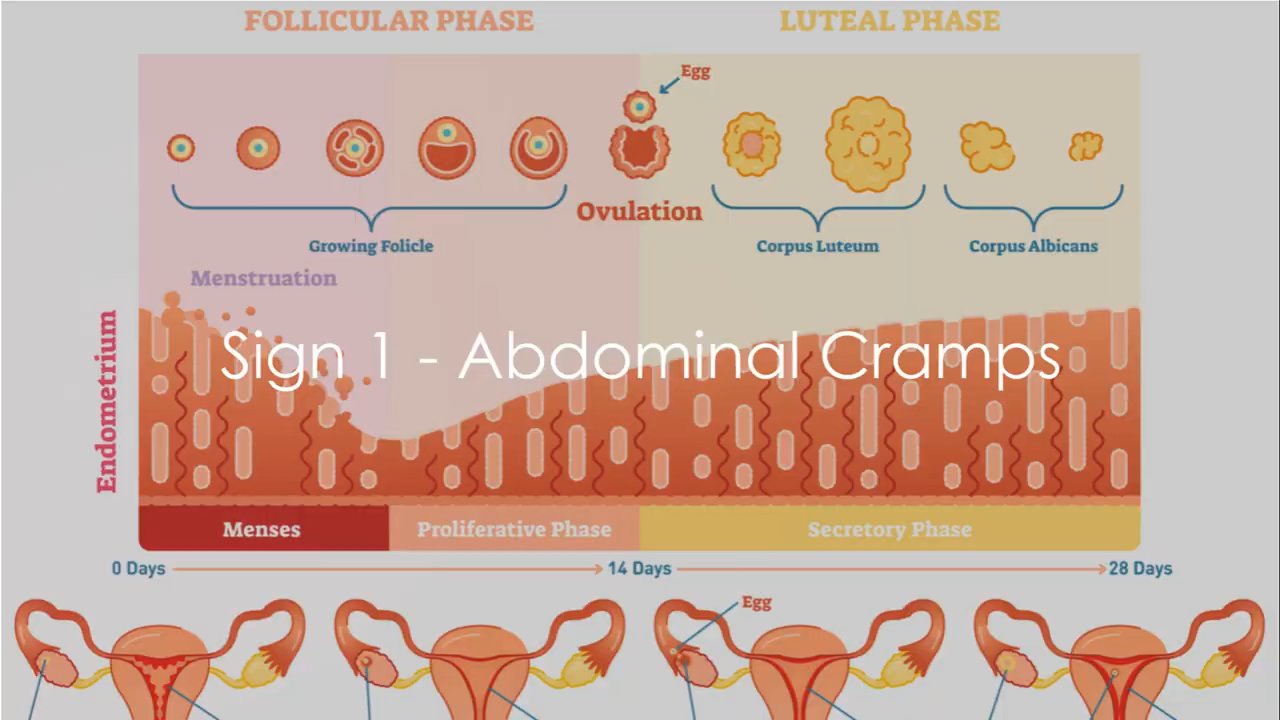 FOLLICULAR PHASE
LUTEAL PHASE
Egg
Ovulation
Growing Folicle
Corpus Luteum
Corpus Albicans
Menstruation
Endometrium
Sign 1 - Abdominal Cramps
Menses
Proliferative Phase
Secretory Phase
0 Days
14 Days
28 Days
Egg